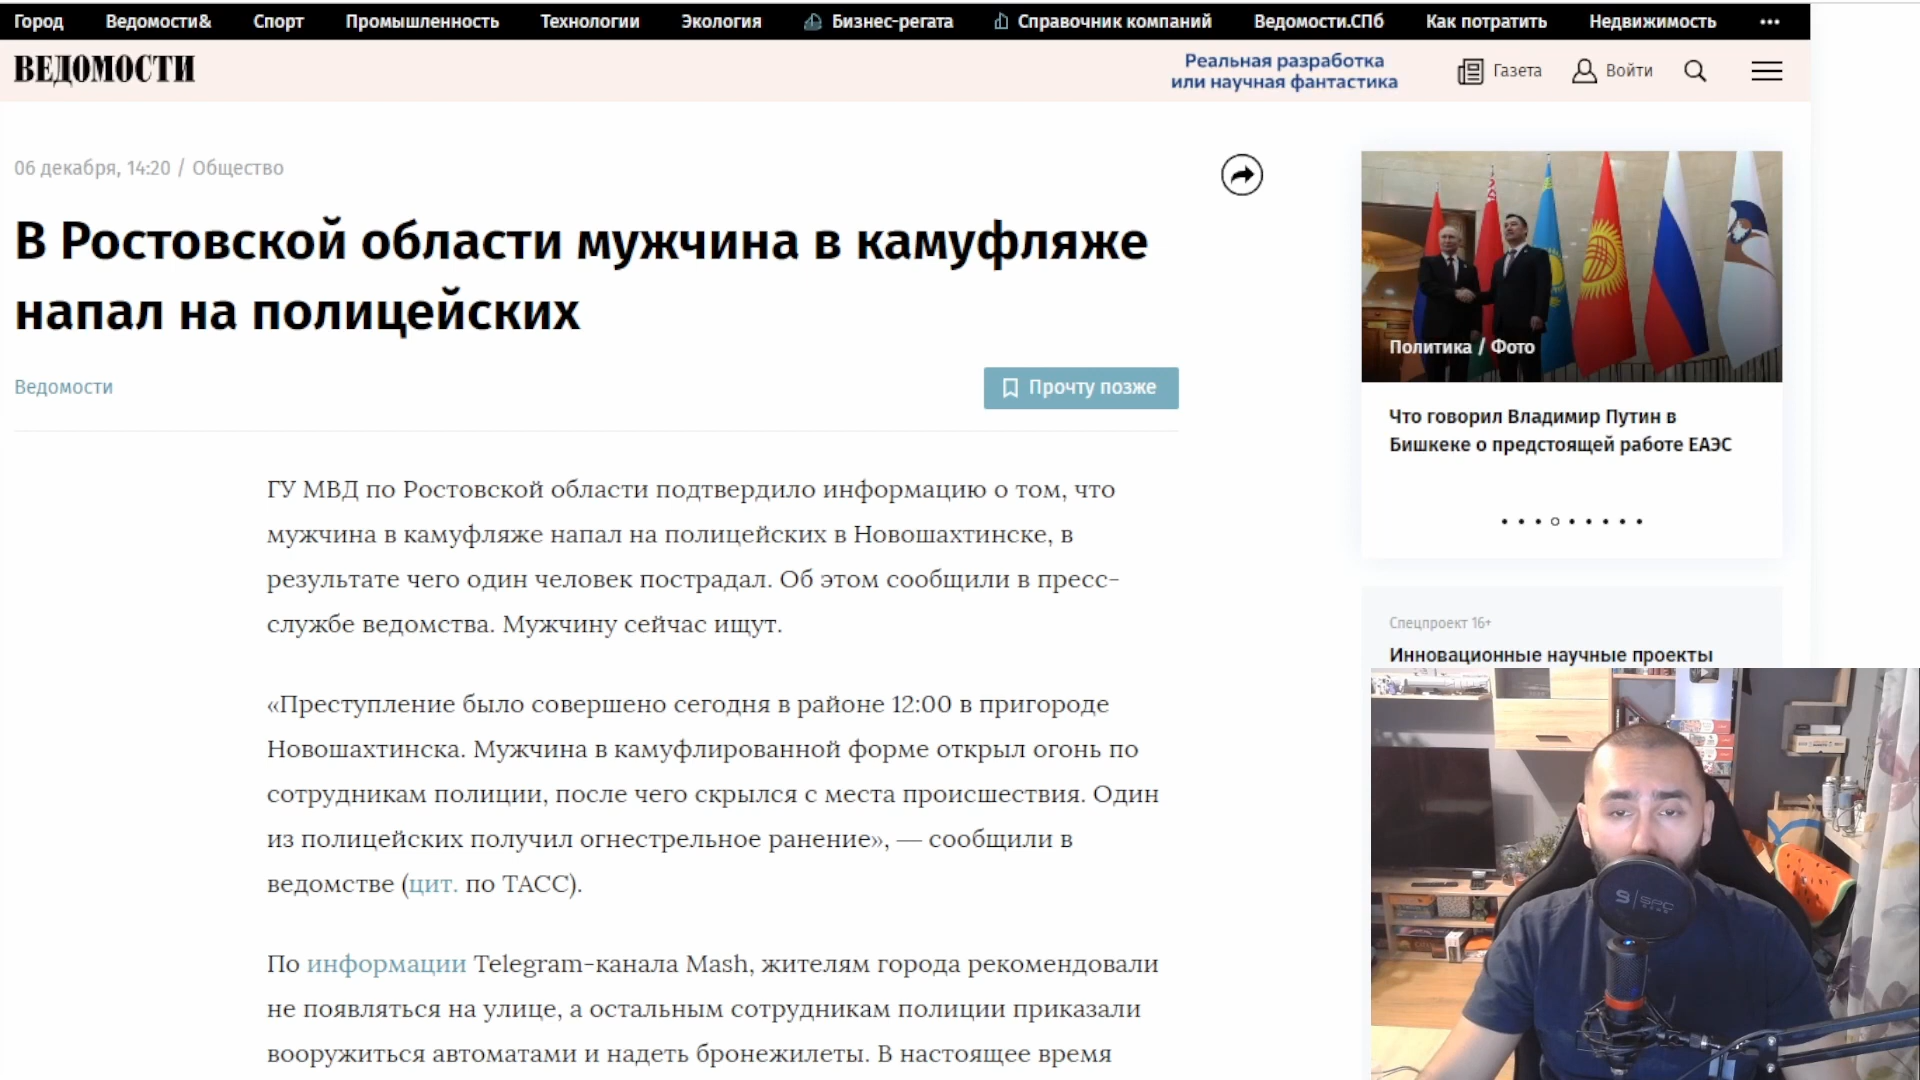 Город Ведомости& Спорт Промышленность Технологии Экология Бизнес-регата Справочник компаний Ведомости.СПб Как потратить Недвижимость
ВЕДОМОСТИ
Реальная разработка
или научная фантастика
Газета
Войти
06 декабря, 14:20 / Общество
В Ростовской области мужчина в камуфляже
напал на полицейских
Ведомости
Прочту позже
ГУ МВД по Ростовской области подтвердило информацию о том, что
мужчина в камуфляже напал на полицейских в Новошахтинске, в
результате чего один человек пострадал. Об этом сообщили в пресс-
службе ведомства. Мужчину сейчас ищут.
«Преступление было совершено сегодня в районе 12:00 в пригороде
Новошахтинска. Мужчина в камуфлированной форме открыл огонь по
сотрудникам полиции, после чего скрылся с места происшествия. Один
из полицейских получил огнестрельное ранение», — сообщили в
ведомстве (цит. по ТАСС).
По информации Telegram-канала Mash, жителям города рекомендовали
не появляться на улице, а остальным сотрудникам полиции приказали
вооружиться автоматами и надеть бронежилеты. В настоящее время
Политика / Фото
Что говорил Владимир Путин в
Бишкеке о предстоящей работе ЕАЭС
Спецпроект 16+
Инновационные научные проекты
SPC